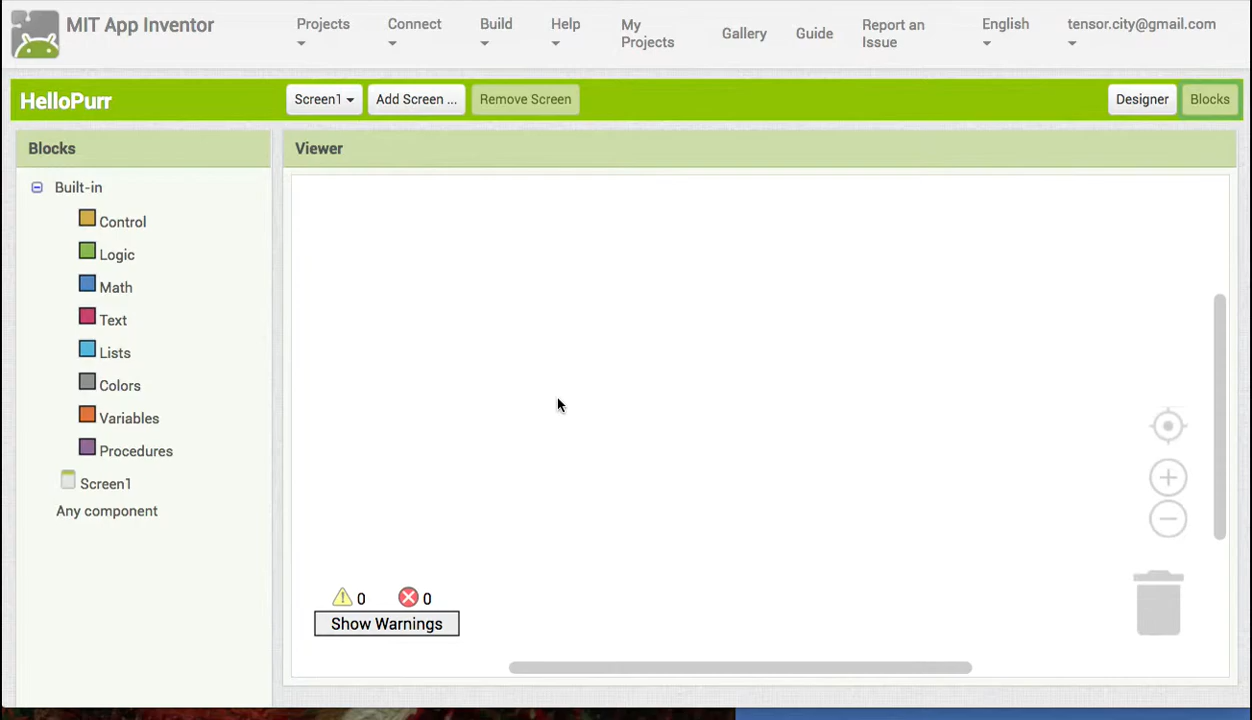 MIT App Inventor
Projects
Connect
Build
Help
My
Projects
Gallery
Guide
Report an
Issue
English
tensor.city@gmail.com
HelloPurr
Screen1
Add Screen ...
Remove Screen
Designer
Blocks
Blocks
Viewer
Built-in
Control
Logic
Math
Text
Lists
Colors
Variables
Procedures
Screen1
Any component
0
0
Show Warnings